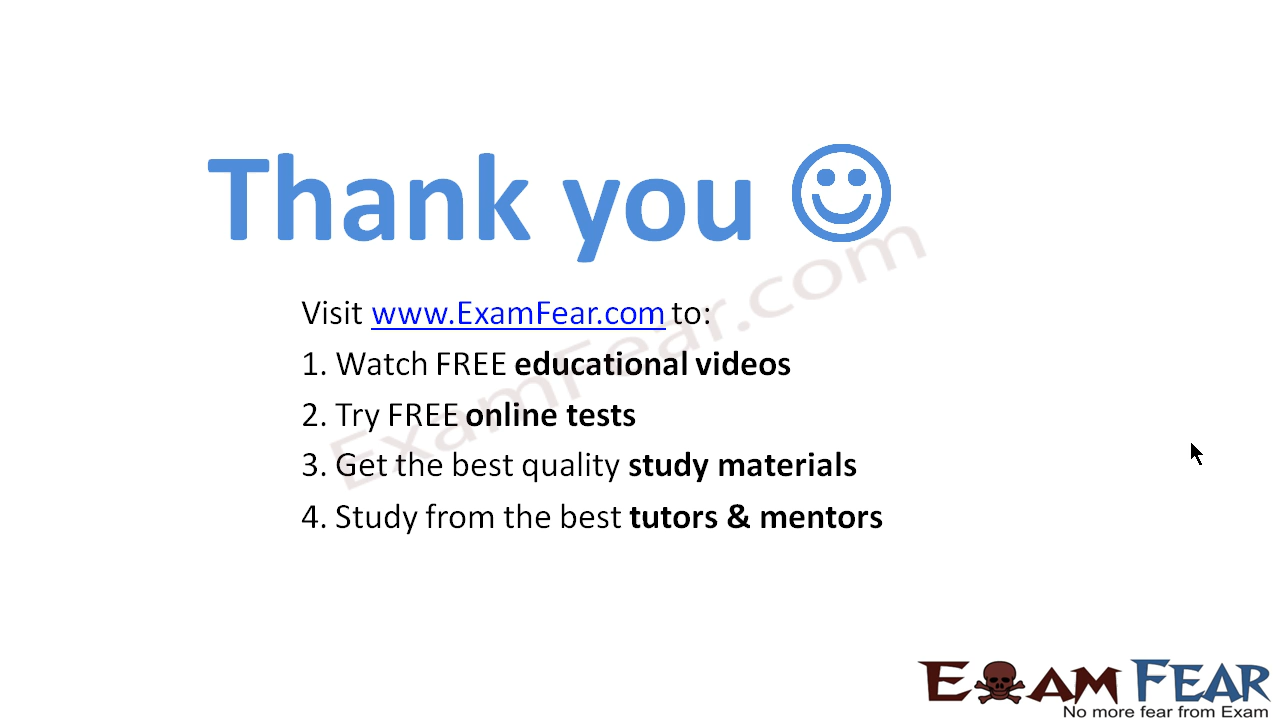 Thank you ☺
Visit www.ExamFear.com to:
1. Watch FREE educational videos
2. Try FREE online tests
3. Get the best quality study materials
4. Study from the best tutors & mentors
ExamFear.com
EXAM FEAR
No more fear from Exam